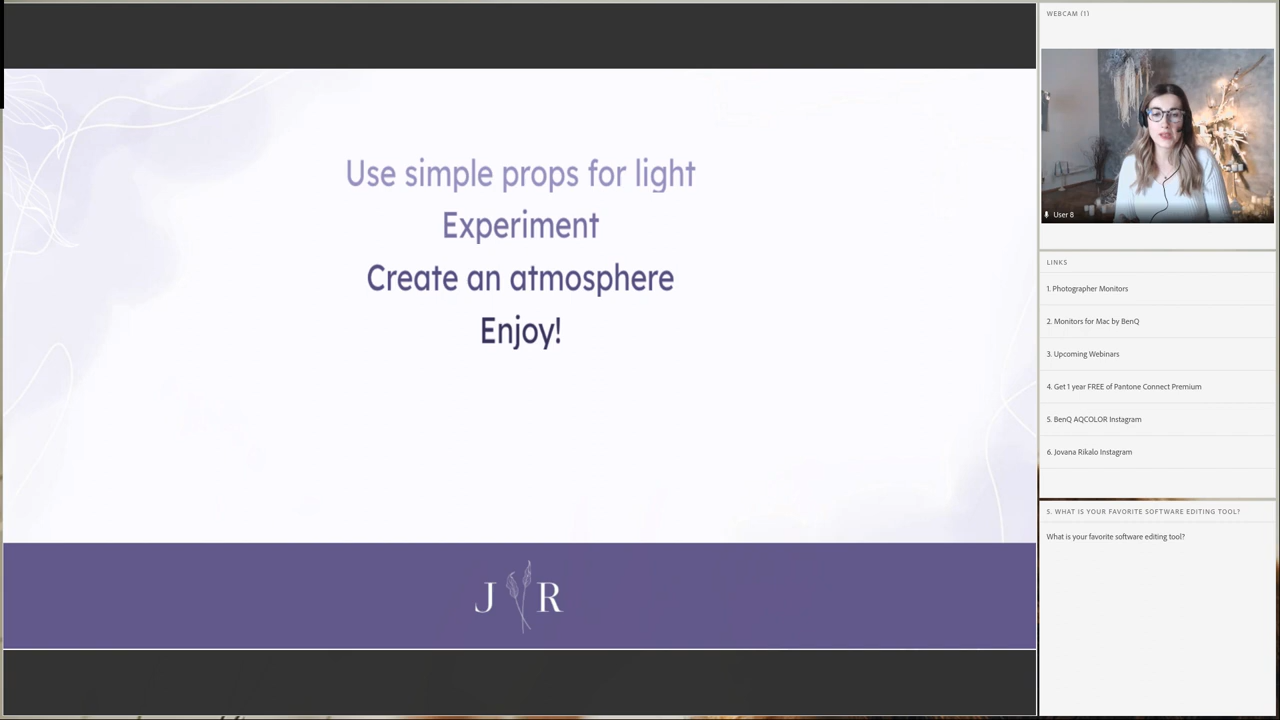 Use simple props for light
Experiment
Create an atmosphere
Enjoy!
J R
WEBCAM (1)
User 8
LINKS
1. Photographer Monitors
2. Monitors for Mac by BenQ
3. Upcoming Webinars
4. Get 1 year FREE of Pantone Connect Premium
5. BenQ AQCOLOR Instagram
6. Jovana Rikalo Instagram
5. WHAT IS YOUR FAVORITE SOFTWARE EDITING TOOL?
What is your favorite software editing tool?